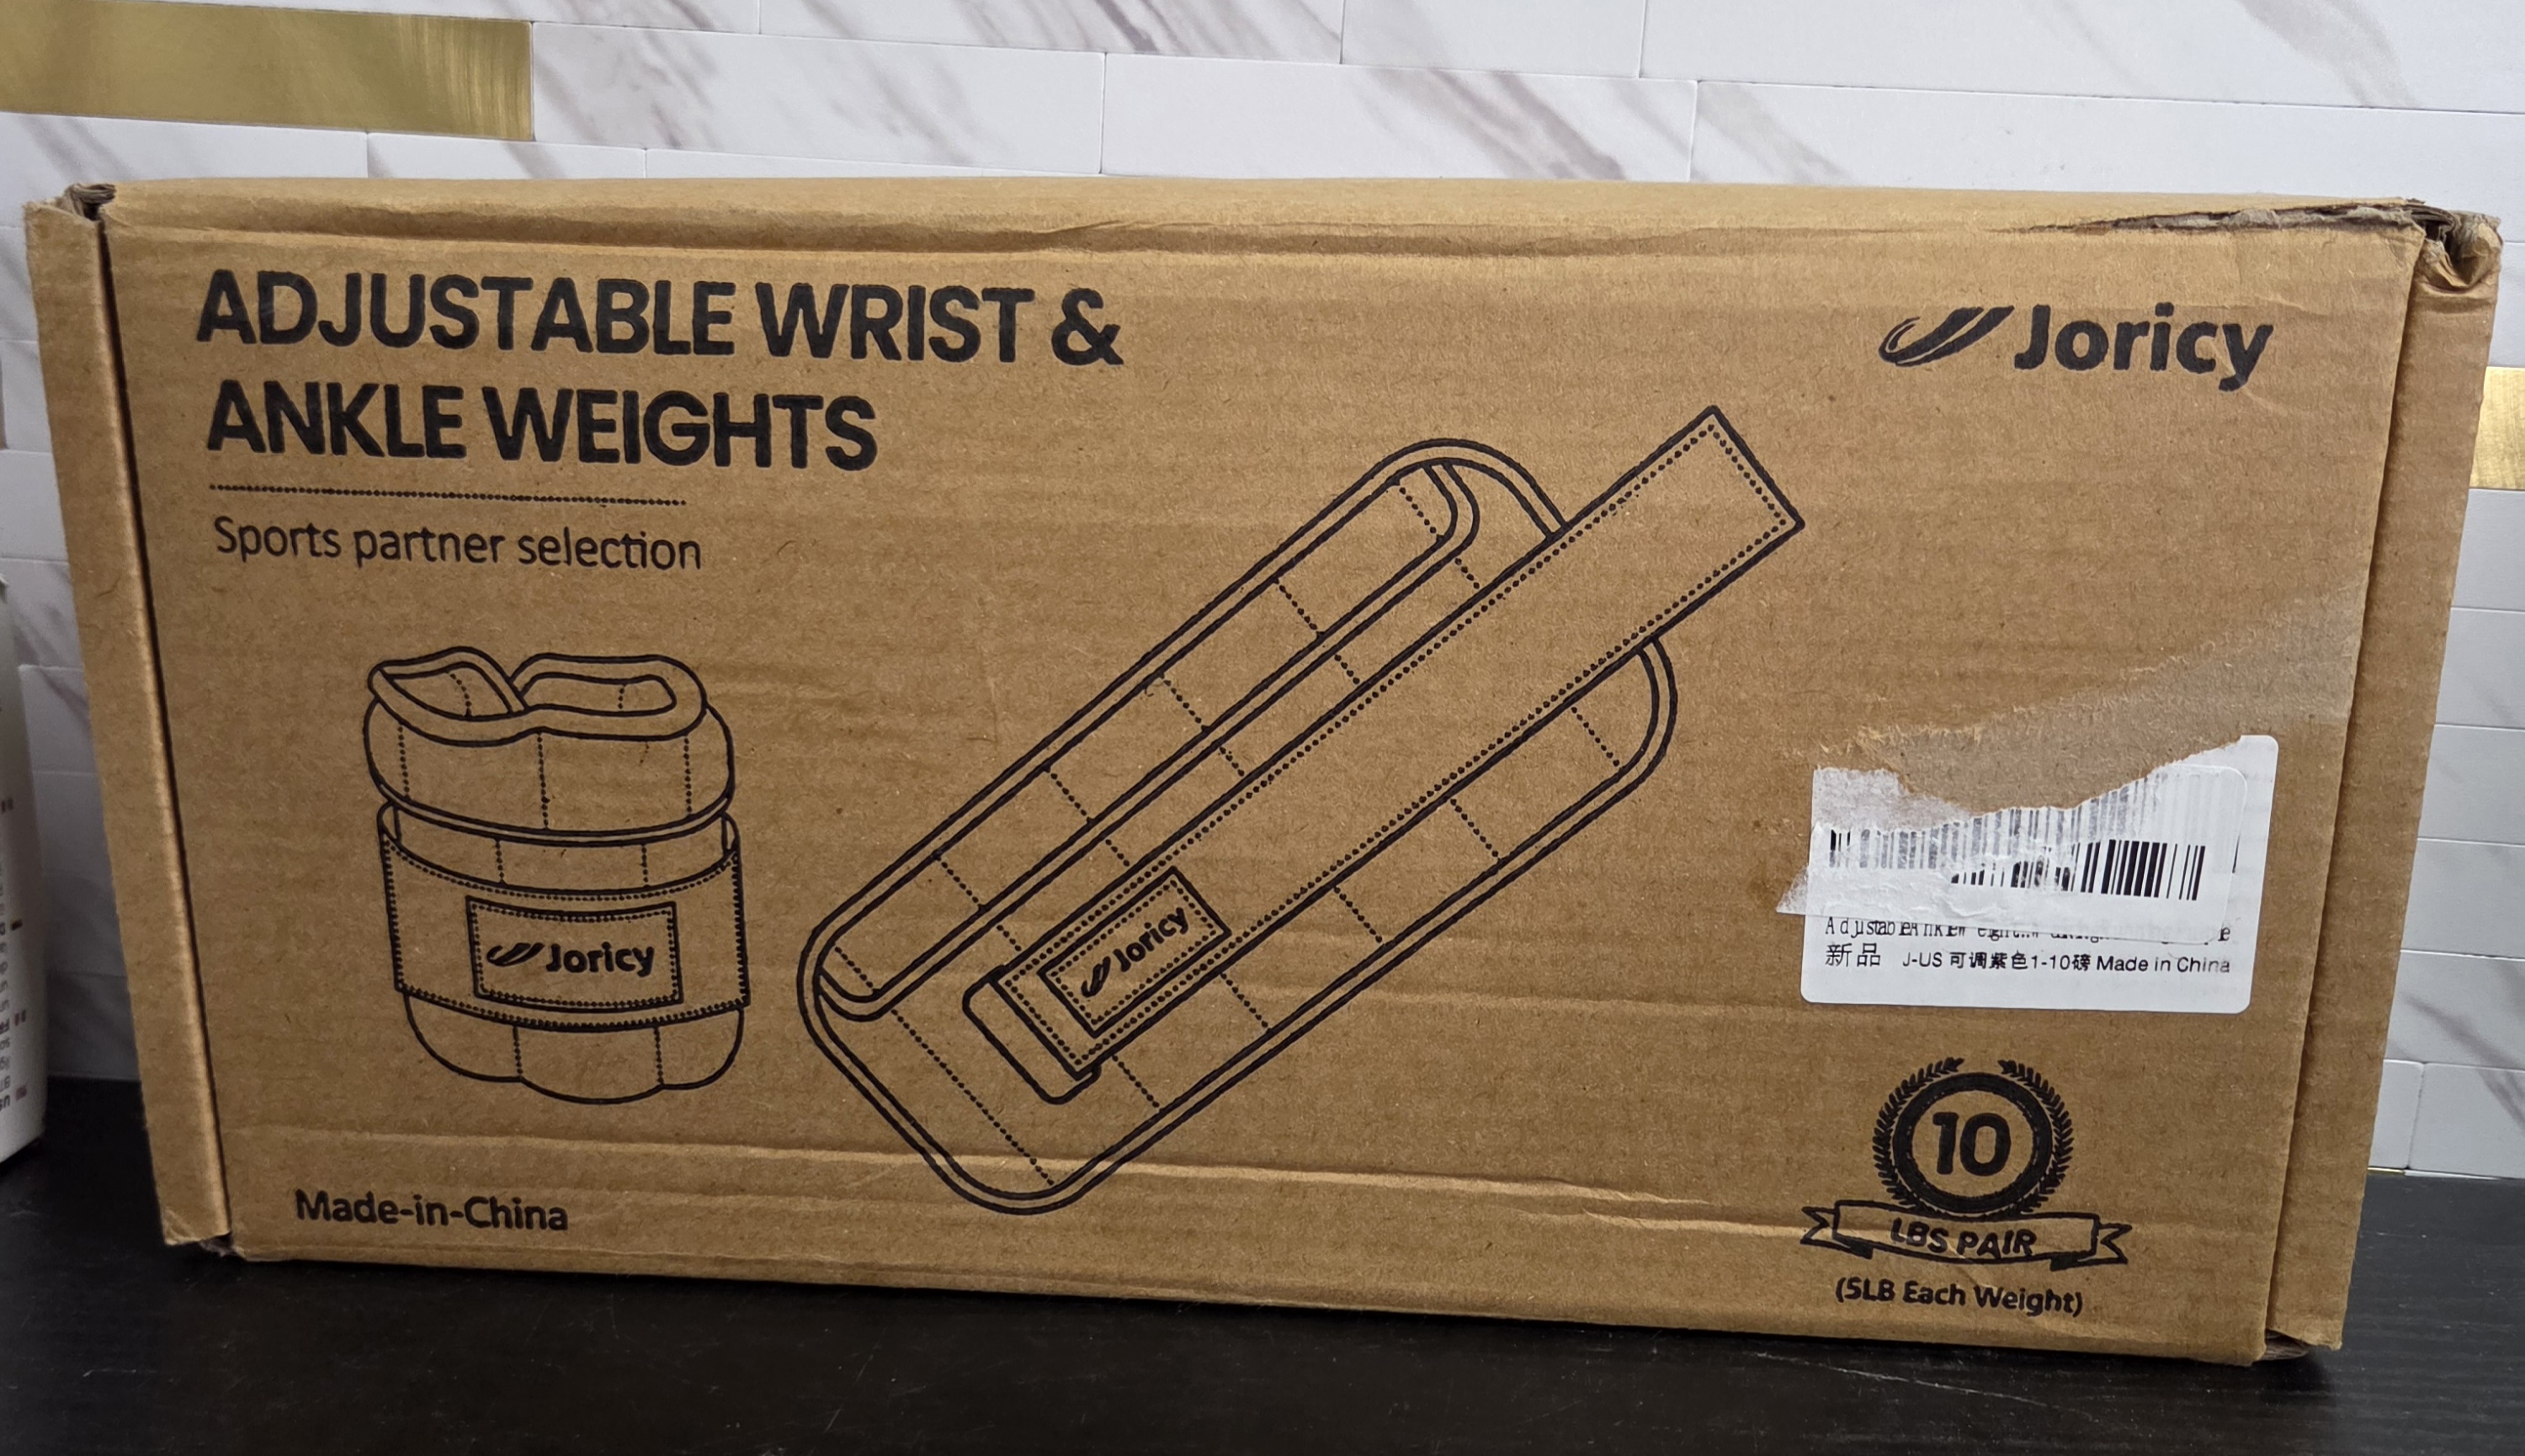 ADJUSTABLE WRIST &
ANKLE WEIGHTS
Sports partner selection
Joricy
Joricy
Joricy
新品 J-US 可调紫色1-10磅 Made in China
10
LBS PAIR
(5LB Each Weight)
Made-in-China